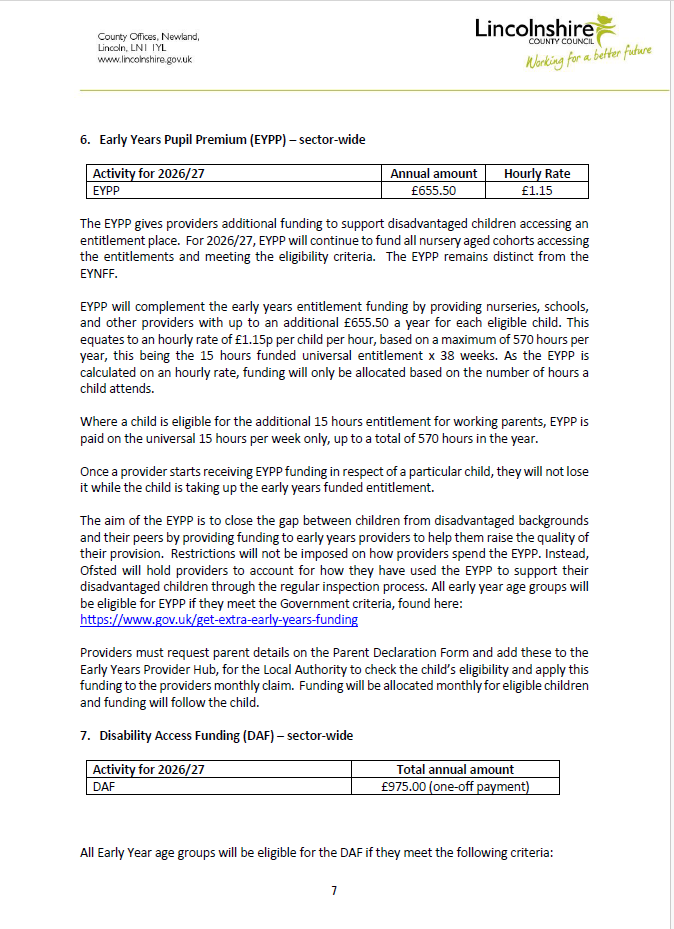 County Offices, Newland,
Lincoln, LN1 1YL
www.lincolnshire.gov.uk
Lincolnshire
COUNTY COUNCIL
Working for a better future
6. Early Years Pupil Premium (EYPP) – sector-wide
Activity for 2026/27 Annual amount Hourly Rate
EYPP £655.50 £1.15
The EYPP gives providers additional funding to support disadvantaged children accessing an
entitlement place. For 2026/27, EYPP will continue to fund all nursery aged cohorts accessing
the entitlements and meeting the eligibility criteria. The EYPP remains distinct from the
EYNFF.
EYPP will complement the early years entitlement funding by providing nurseries, schools,
and other providers with up to an additional £655.50 a year for each eligible child. This
equates to an hourly rate of £1.15p per child per hour, based on a maximum of 570 hours per
year, this being the 15 hours funded universal entitlement x 38 weeks. As the EYPP is
calculated on an hourly rate, funding will only be allocated based on the number of hours a
child attends.
Where a child is eligible for the additional 15 hours entitlement for working parents, EYPP is
paid on the universal 15 hours per week only, up to a total of 570 hours in the year.
Once a provider starts receiving EYPP funding in respect of a particular child, they will not lose
it while the child is taking up the early years funded entitlement.
The aim of the EYPP is to close the gap between children from disadvantaged backgrounds
and their peers by providing funding to early years providers to help them raise the quality of
their provision. Restrictions will not be imposed on how providers spend the EYPP. Instead,
Ofsted will hold providers to account for how they have used the EYPP to support their
disadvantaged children through the regular inspection process. All early year age groups will
be eligible for EYPP if they meet the Government criteria, found here:
https://www.gov.uk/get-extra-early-years-funding
Providers must request parent details on the Parent Declaration Form and add these to the
Early Years Provider Hub, for the Local Authority to check the child's eligibility and apply this
funding to the providers monthly claim. Funding will be allocated monthly for eligible children
and funding will follow the child.
7. Disability Access Funding (DAF) – sector-wide
Activity for 2026/27 Total annual amount
DAF £975.00 (one-off payment)
All Early Year age groups will be eligible for the DAF if they meet the following criteria:
7